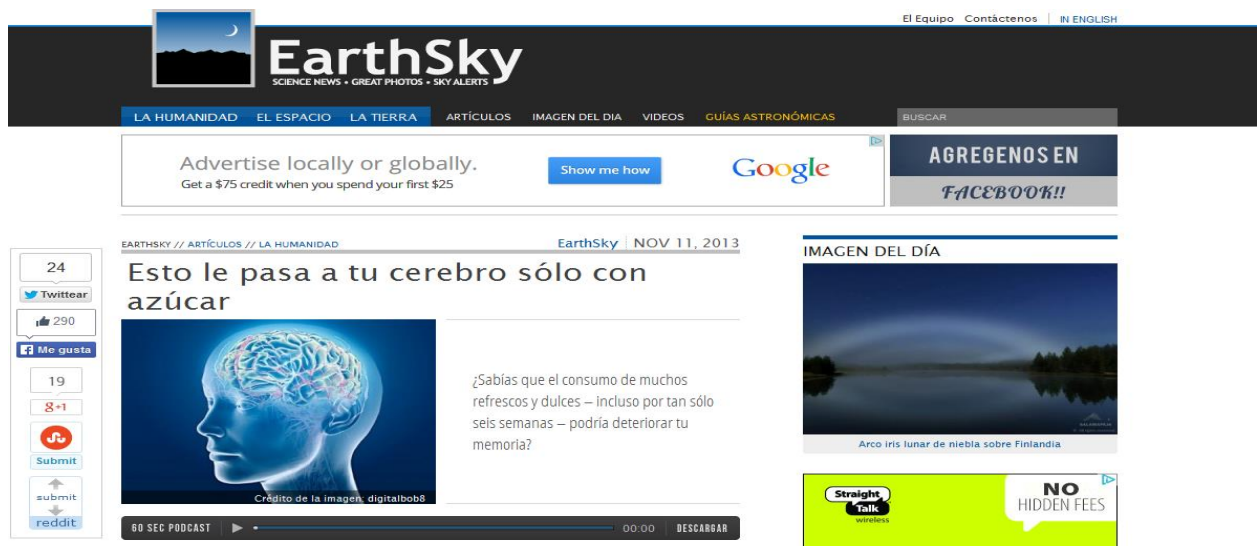 El Equipo Contáctenos | IN ENGLISH
EarthSky
SCIENCE NEWS • GREAT PHOTOS • SKY ALERTS
LA HUMANIDAD EL ESPACIO LA TIERRA ARTÍCULOS IMAGEN DEL DIA VIDEOS GUÍAS ASTRONÓMICAS BUSCAR
Advertise locally or globally.
Get a $75 credit when you spend your first $25
Show me how
Google
AGREGENOS EN
FACEBOOK!!
EARTHSKY // ARTÍCULOS // LA HUMANIDAD
EarthSky | NOV 11, 2013
Esto le pasa a tu cerebro sólo con
azúcar
¿Sabías que el consumo de muchos
refrescos y dulces – incluso por tan sólo
seis semanas – podría deteriorar tu
memoria?
Crédito de la imagen: digitalbob8
60 SEC PODCAST 00:00 DESCARGAR
24
Twittear
290
Me gusta
19
g+1
Submit
submit
reddit
IMAGEN DEL DÍA
Arco iris lunar de niebla sobre Finlandia
Straight
Talk
wireless
NO
HIDDEN FEES